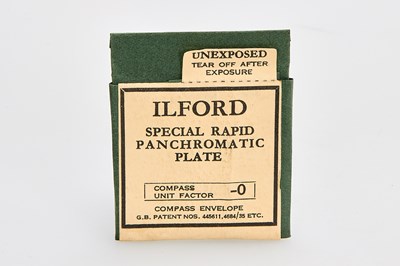 UNEXPOSED
TEAR OFF AFTER
EXPOSURE
ILFORD
SPECIAL RAPID
PANCHROMATIC
PLATE
COMPASS
UNIT FACTOR -0
COMPASS ENVELOPE
G.B. PATENT NOS. 445611, 4684/35 ETC.